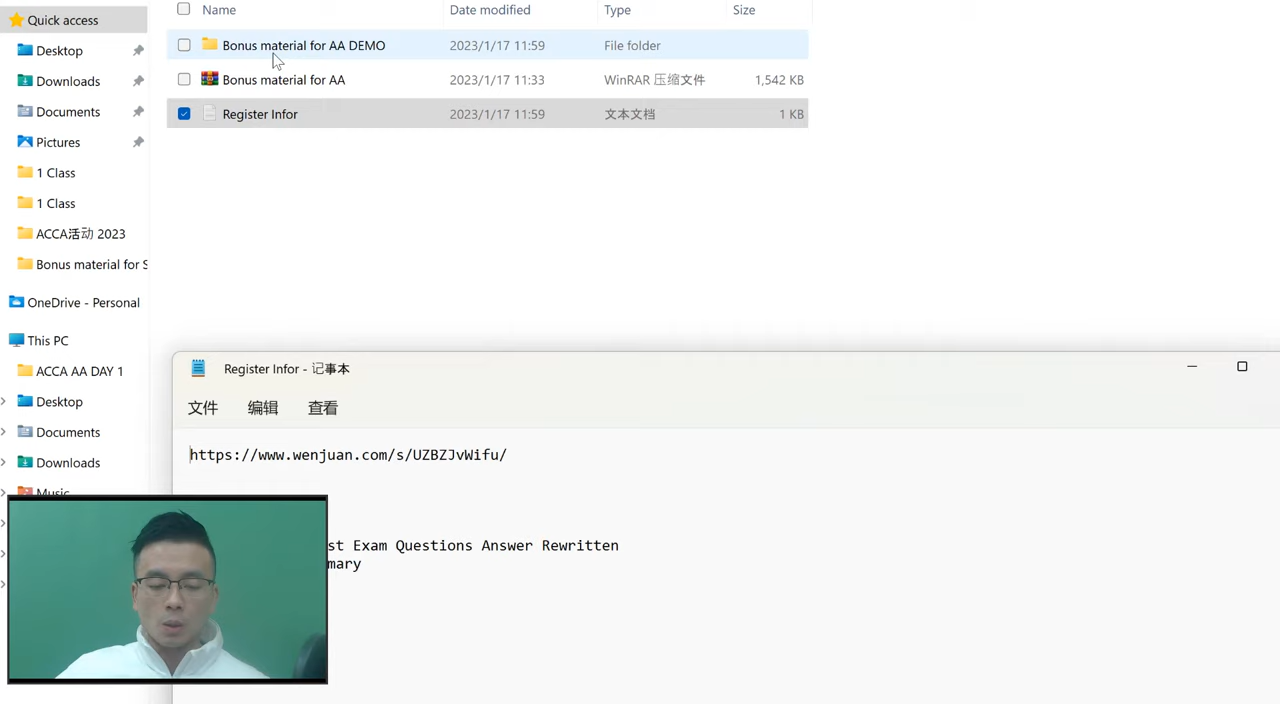 Quick access
Desktop
Downloads
Documents
Pictures
1 Class
1 Class
ACCA活动 2023
Bonus material for S
OneDrive - Personal
This PC
ACCA AA DAY 1
Desktop
Documents
Downloads
Music
Name Date modified Type Size
Bonus material for AA DEMO 2023/1/17 11:59 File folder
Bonus material for AA 2023/1/17 11:33 WinRAR 压缩文件 1,542 KB
Register Infor 2023/1/17 11:59 文本文档 1 KB
Register Infor - 记事本
文件 编辑 查看
https://www.wenjuan.com/s/UZBZJvWifu/
st Exam Questions Answer Rewritten
mary